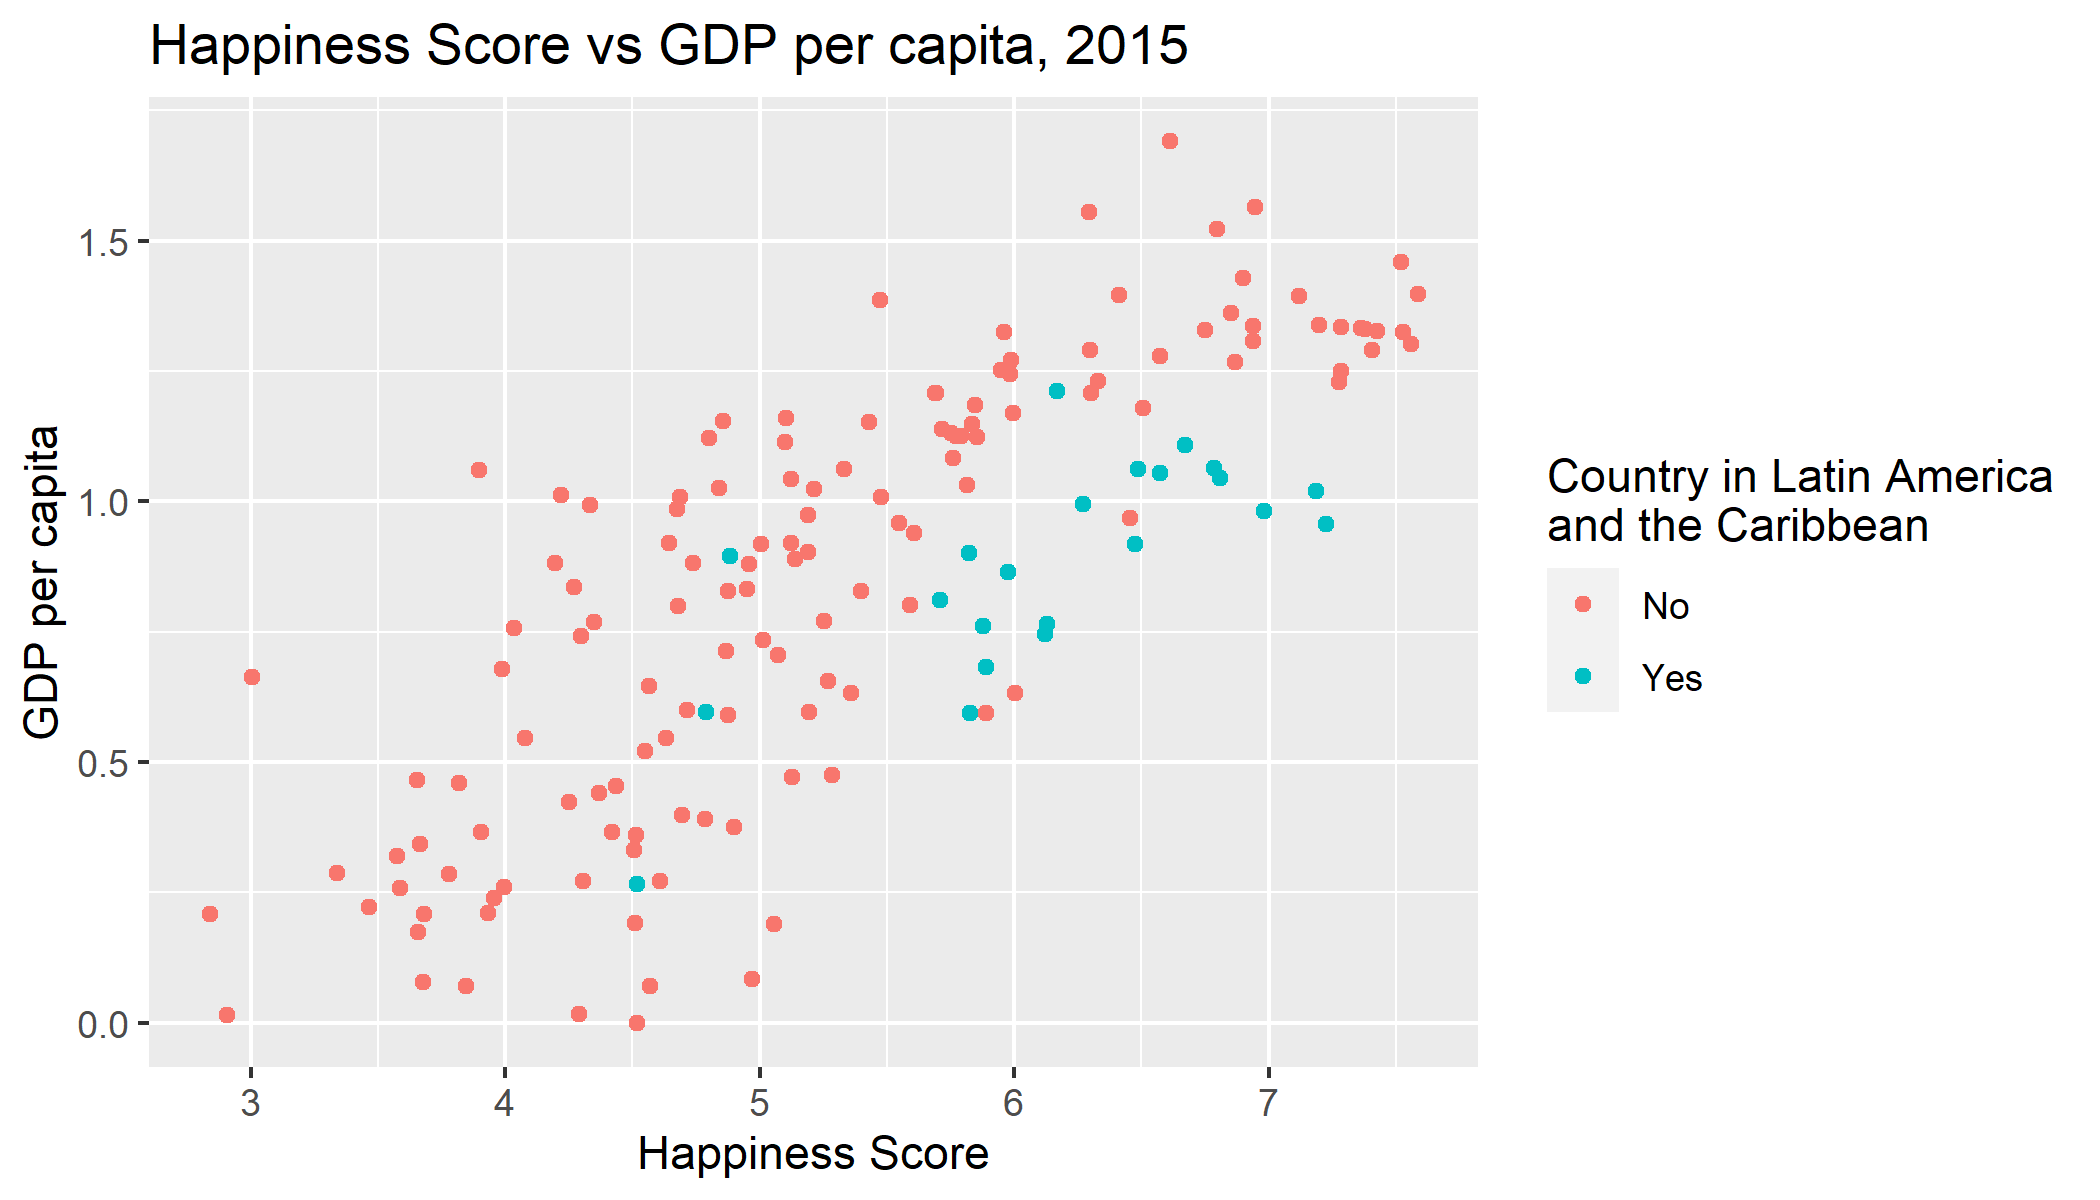 Happiness Score vs GDP per capita, 2015
GDP per capita
1.5
1.0
0.5
0.0
3 4 5 6 7
Happiness Score
Country in Latin America
and the Caribbean
No
Yes